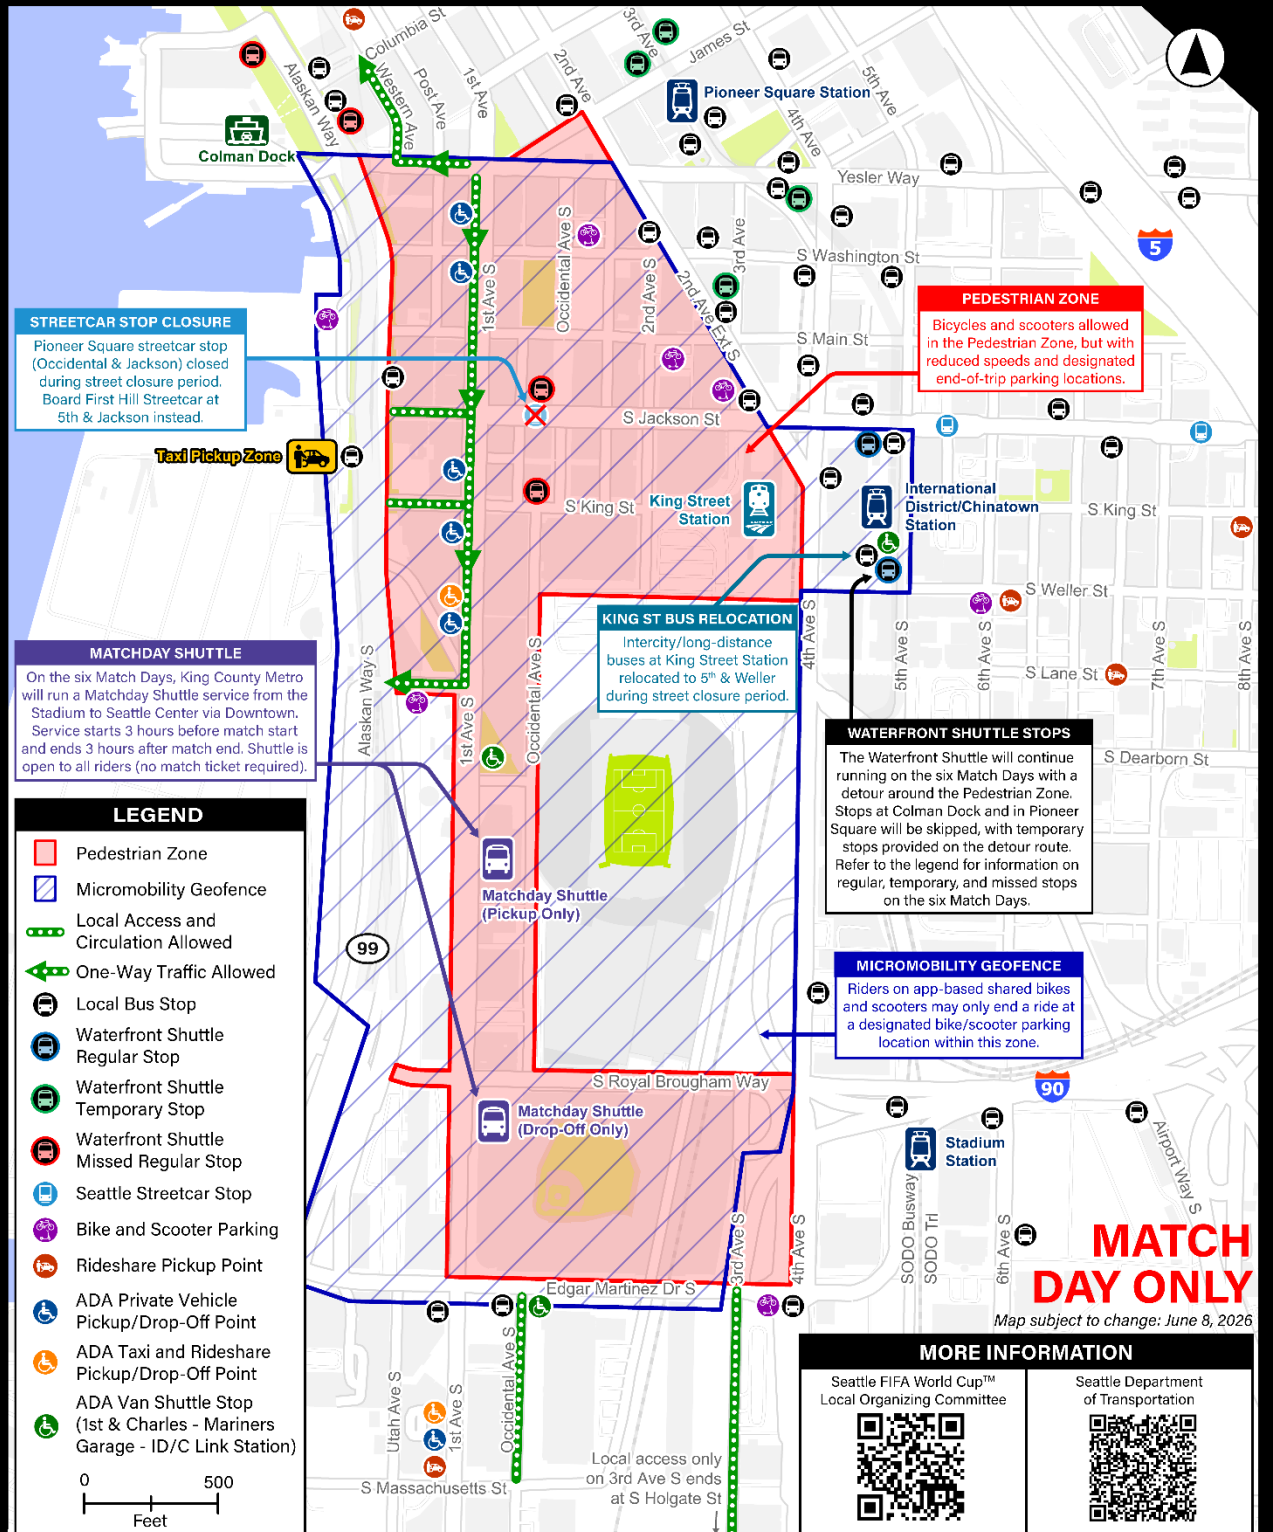 Columbia St
3rd Ave
James St
2nd Ave
5th Ave
Alaskan Way
Western Ave
Post Ave
1st Ave
Pioneer Square Station
4th Ave
Colman Dock
Yesler Way
5
Occidental Ave S
3rd Ave
S Washington St
1st Ave S
2nd Ave S
2nd Ave Ext S
STREETCAR STOP CLOSURE
Pioneer Square streetcar stop
(Occidental & Jackson) closed
during street closure period.
Board First Hill Streetcar at
5th & Jackson instead.
PEDESTRIAN ZONE
Bicycles and scooters allowed
in the Pedestrian Zone, but with
reduced speeds and designated
end-of-trip parking locations.
S Main St
S Jackson St
Taxi Pickup Zone
King Street
Station
S King St
International
District/Chinatown
Station
S King St
S Weller St
KING ST BUS RELOCATION
Intercity/long-distance
buses at King Street Station
relocated to 5th & Weller
during street closure period.
4th Ave S
5th Ave S
6th Ave S
7th Ave S
8th Ave S
S Lane St
MATCHDAY SHUTTLE
On the six Match Days, King County Metro
will run a Matchday Shuttle service from the
Stadium to Seattle Center via Downtown.
Service starts 3 hours before match start
and ends 3 hours after match end. Shuttle is
open to all riders (no match ticket required).
Alaskan Way S
1st Ave S
Occidental Ave S
S Dearborn St
WATERFRONT SHUTTLE STOPS
The Waterfront Shuttle will continue
running on the six Match Days with a
detour around the Pedestrian Zone.
Stops at Colman Dock and in Pioneer
Square will be skipped, with temporary
stops provided on the detour route.
Refer to the legend for information on
regular, temporary, and missed stops
on the six Match Days.
Matchday Shuttle
(Pickup Only)
99
MICROMOBILITY GEOFENCE
Riders on app-based shared bikes
and scooters may only end a ride at
a designated bike/scooter parking
location within this zone.
S Royal Brougham Way
90
Matchday Shuttle
(Drop-Off Only)
Stadium
Station
Airport Way S
SODO Busway
SODO Trl
6th Ave S
3rd Ave S
4th Ave S
Edgar Martinez Dr S
Utah Ave S
1st Ave S
Occidental Ave S
S Massachusetts St
Local access only
on 3rd Ave S ends
at S Holgate St
LEGEND
Pedestrian Zone
Micromobility Geofence
Local Access and
Circulation Allowed
One-Way Traffic Allowed
Local Bus Stop
Waterfront Shuttle
Regular Stop
Waterfront Shuttle
Temporary Stop
Waterfront Shuttle
Missed Regular Stop
Seattle Streetcar Stop
Bike and Scooter Parking
Rideshare Pickup Point
ADA Private Vehicle
Pickup/Drop-Off Point
ADA Taxi and Rideshare
Pickup/Drop-Off Point
ADA Van Shuttle Stop
(1st & Charles - Mariners
Garage - ID/C Link Station)
0 500
Feet
MATCH
DAY ONLY
Map subject to change: June 8, 2026
MORE INFORMATION
Seattle FIFA World Cup™
Local Organizing Committee
Seattle Department
of Transportation